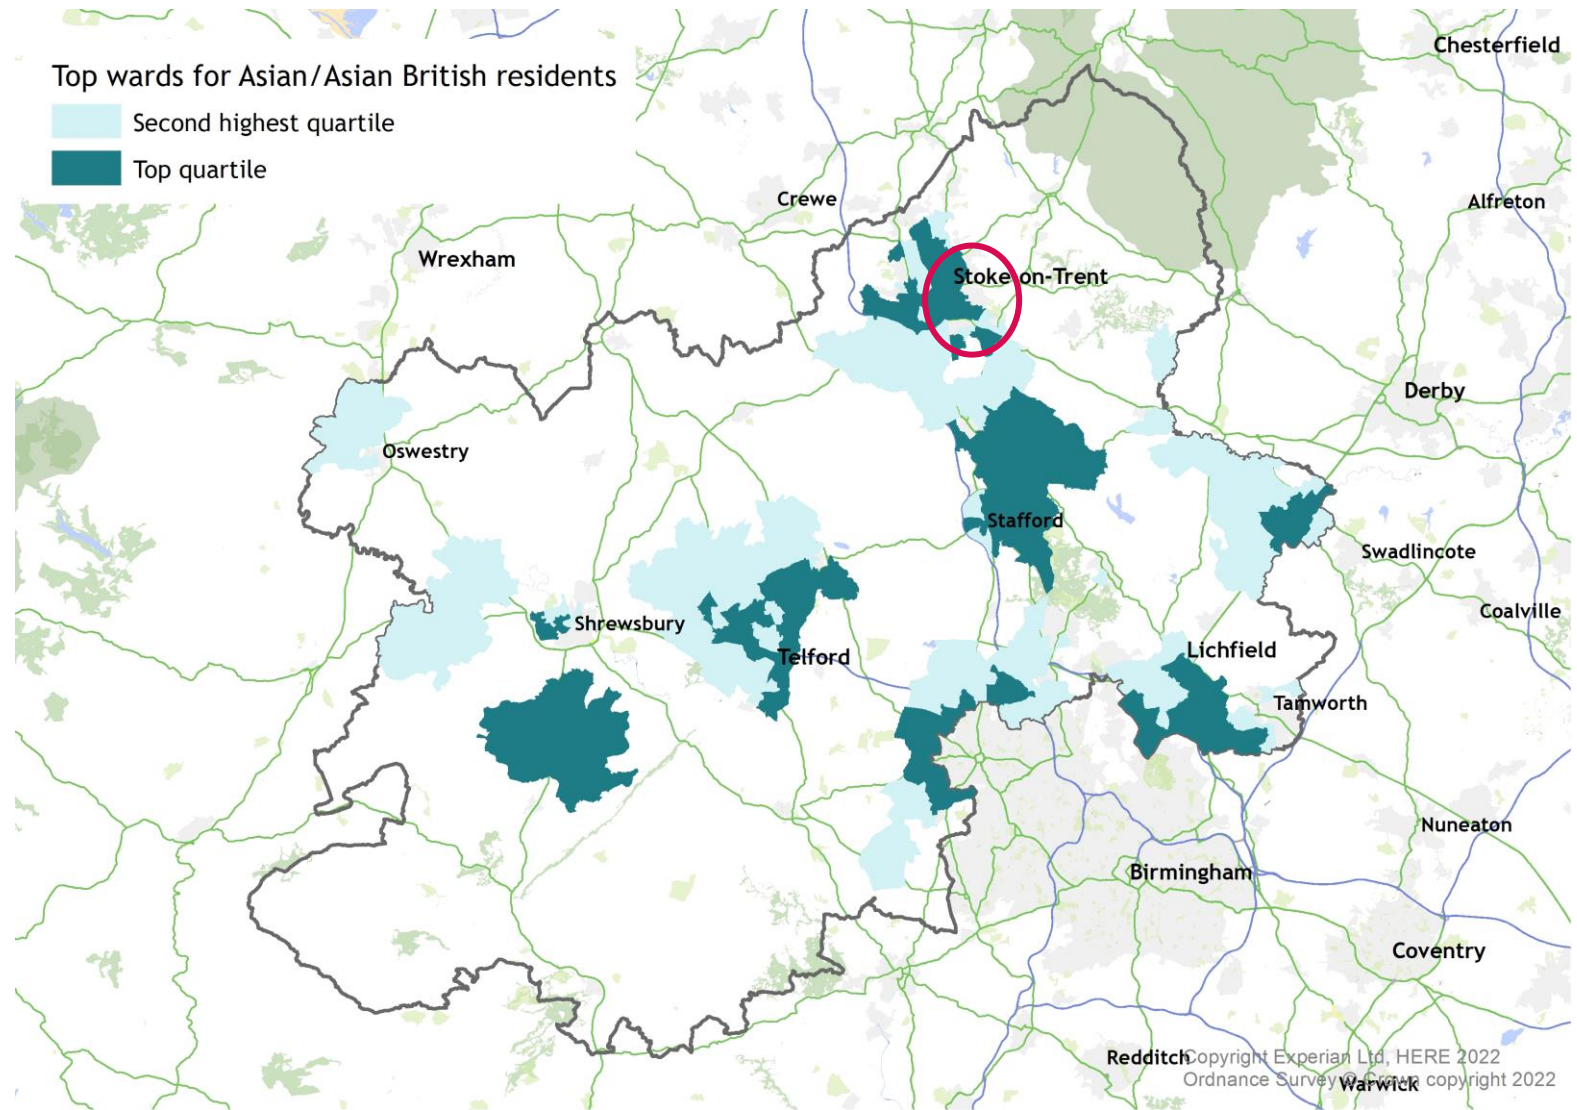 Top wards for Asian/Asian British residents
Second highest quartile
Top quartile
Chesterfield
Crewe
Alfreton
Wrexham
Stoke-on-Trent
Derby
Oswestry
Stafford
Swadlincote
Coalville
Shrewsbury
Lichfield
Telford
Tamworth
Nuneaton
Birmingham
Coventry
Redditch
Copyright Experian Ltd, HERE 2022
Ordnance Survey © Crown copyright 2022
Warwick